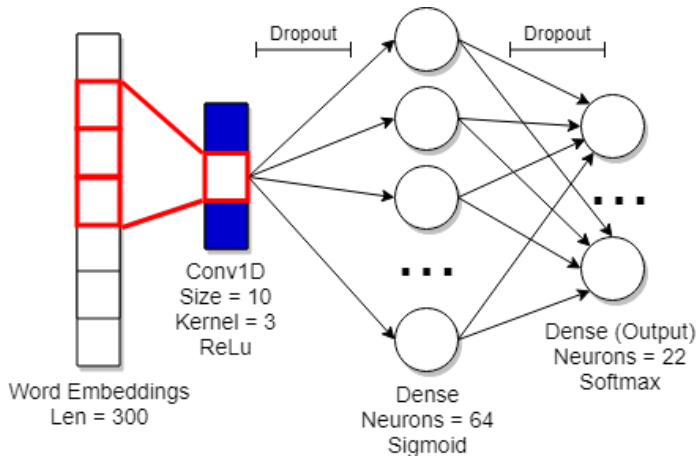 Dropout
Dropout
Conv1D
Size = 10
Kernel = 3
ReLu
Word Embeddings
Len = 300
Dense
Neurons = 64
Sigmoid
Dense (Output)
Neurons = 22
Softmax